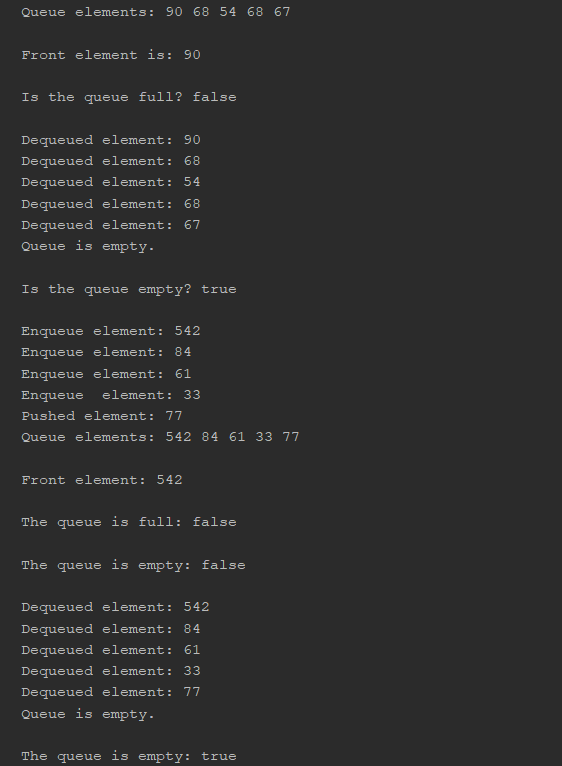 Queue elements: 90 68 54 68 67
Front element is: 90
Is the queue full? false
Dequeued element: 90
Dequeued element: 68
Dequeued element: 54
Dequeued element: 68
Dequeued element: 67
Queue is empty.
Is the queue empty? true
Enqueue element: 542
Enqueue element: 84
Enqueue element: 61
Enqueue  element: 33
Pushed element: 77
Queue elements: 542 84 61 33 77
Front element: 542
The queue is full: false
The queue is empty: false
Dequeued element: 542
Dequeued element: 84
Dequeued element: 61
Dequeued element: 33
Dequeued element: 77
Queue is empty.
The queue is empty: true